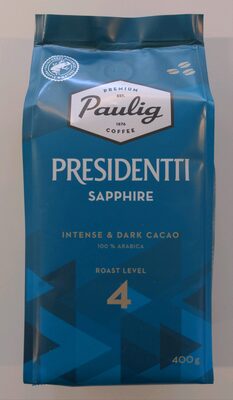 PREMIUM
EST.
Paulig
1876
COFFEE
PRESIDENTTI
SAPPHIRE
INTENSE & DARK CACAO
100 % ARABICA
ROAST LEVEL
4
400g